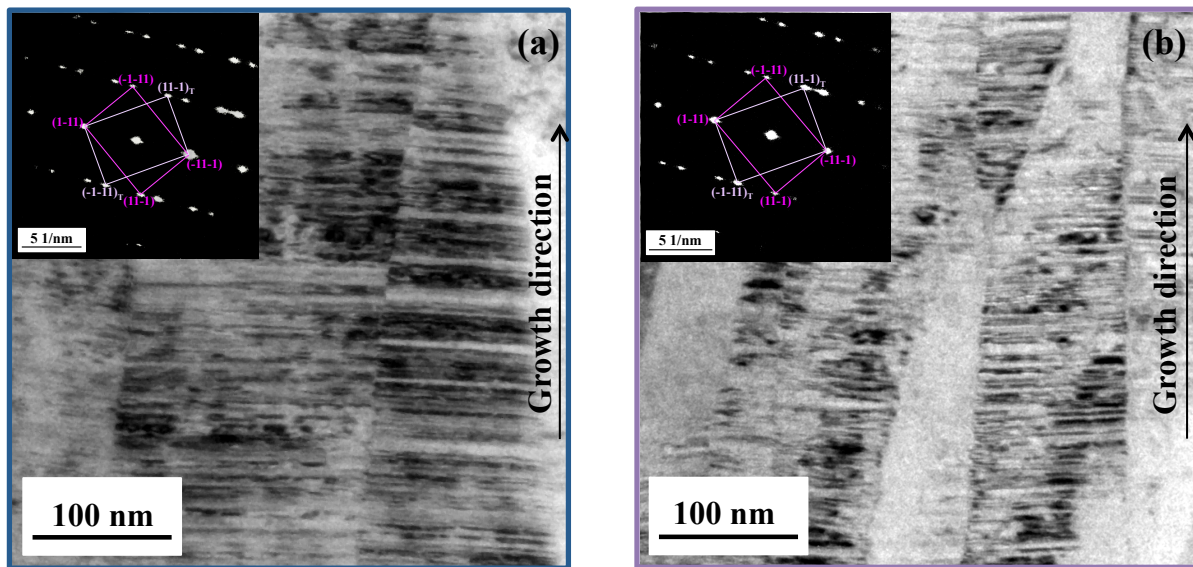 (a)
(-1-11)
(11-1)T
(1-11)
(-11-1)
(-1-11)T
(11-1)
5 1/nm
Growth direction
100 nm
(b)
(-1-11)
(11-1)T
(1-11)
(-11-1)
(-1-11)T
(11-1)
5 1/nm
Growth direction
100 nm